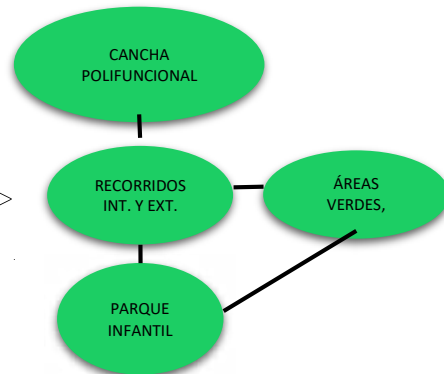 CANCHA
POLIFUNCIONAL
RECORRIDOS
INT. Y EXT.
ÁREAS
VERDES,
PARQUE
INFANTIL